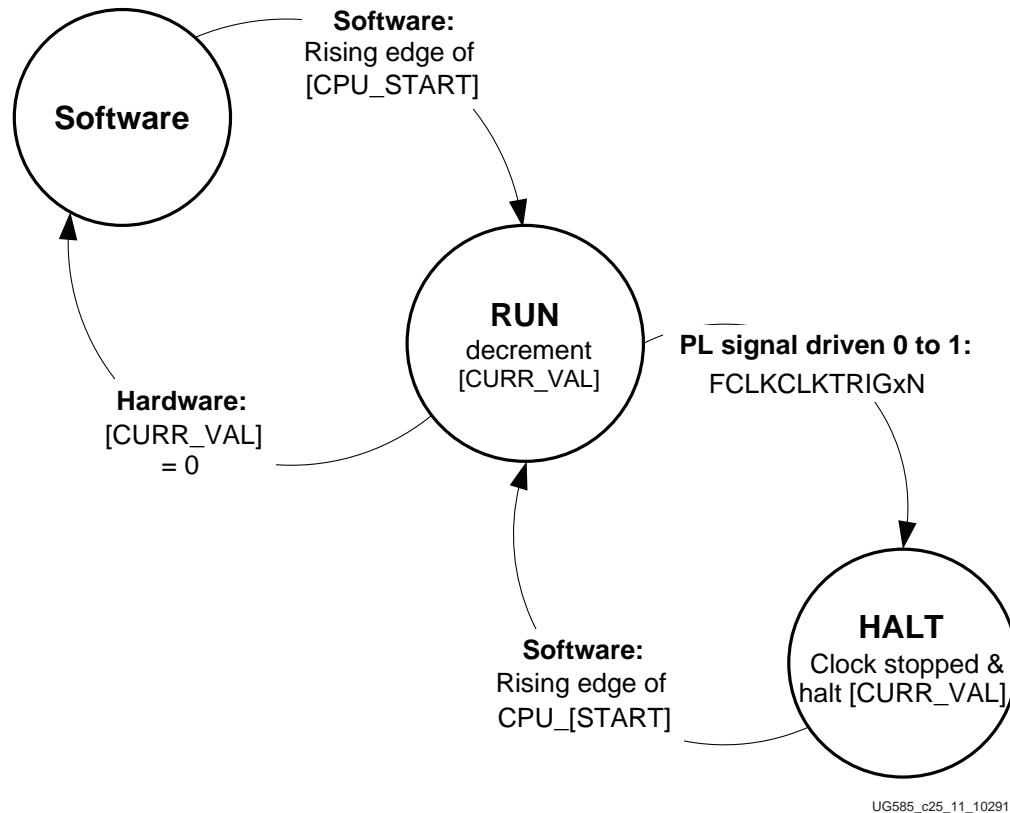 Software:
Rising edge of
[CPU_START]
Software
RUN
decrement
[CURR_VAL]
PL signal driven 0 to 1:
FCLKCLKTRIGxN
Hardware:
[CURR_VAL]
= 0
HALT
Clock stopped &
halt [CURR_VAL]
Software:
Rising edge of
CPU_[START]
UG585_c25_11_10291